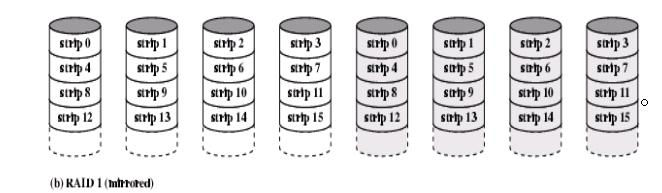 strip 0 strip 1 strip 2 strip 3 strip 0 strip 1 strip 2 strip 3
strip 4 strip 5 strip 6 strip 7 strip 4 strip 5 strip 6 strip 7
strip 8 strip 9 strip 10 strip 11 strip 8 strip 9 strip 10 strip 11
strip 12 strip 13 strip 14 strip 15 strip 12 strip 13 strip 14 strip 15
(b) RAID 1 (mirrored)